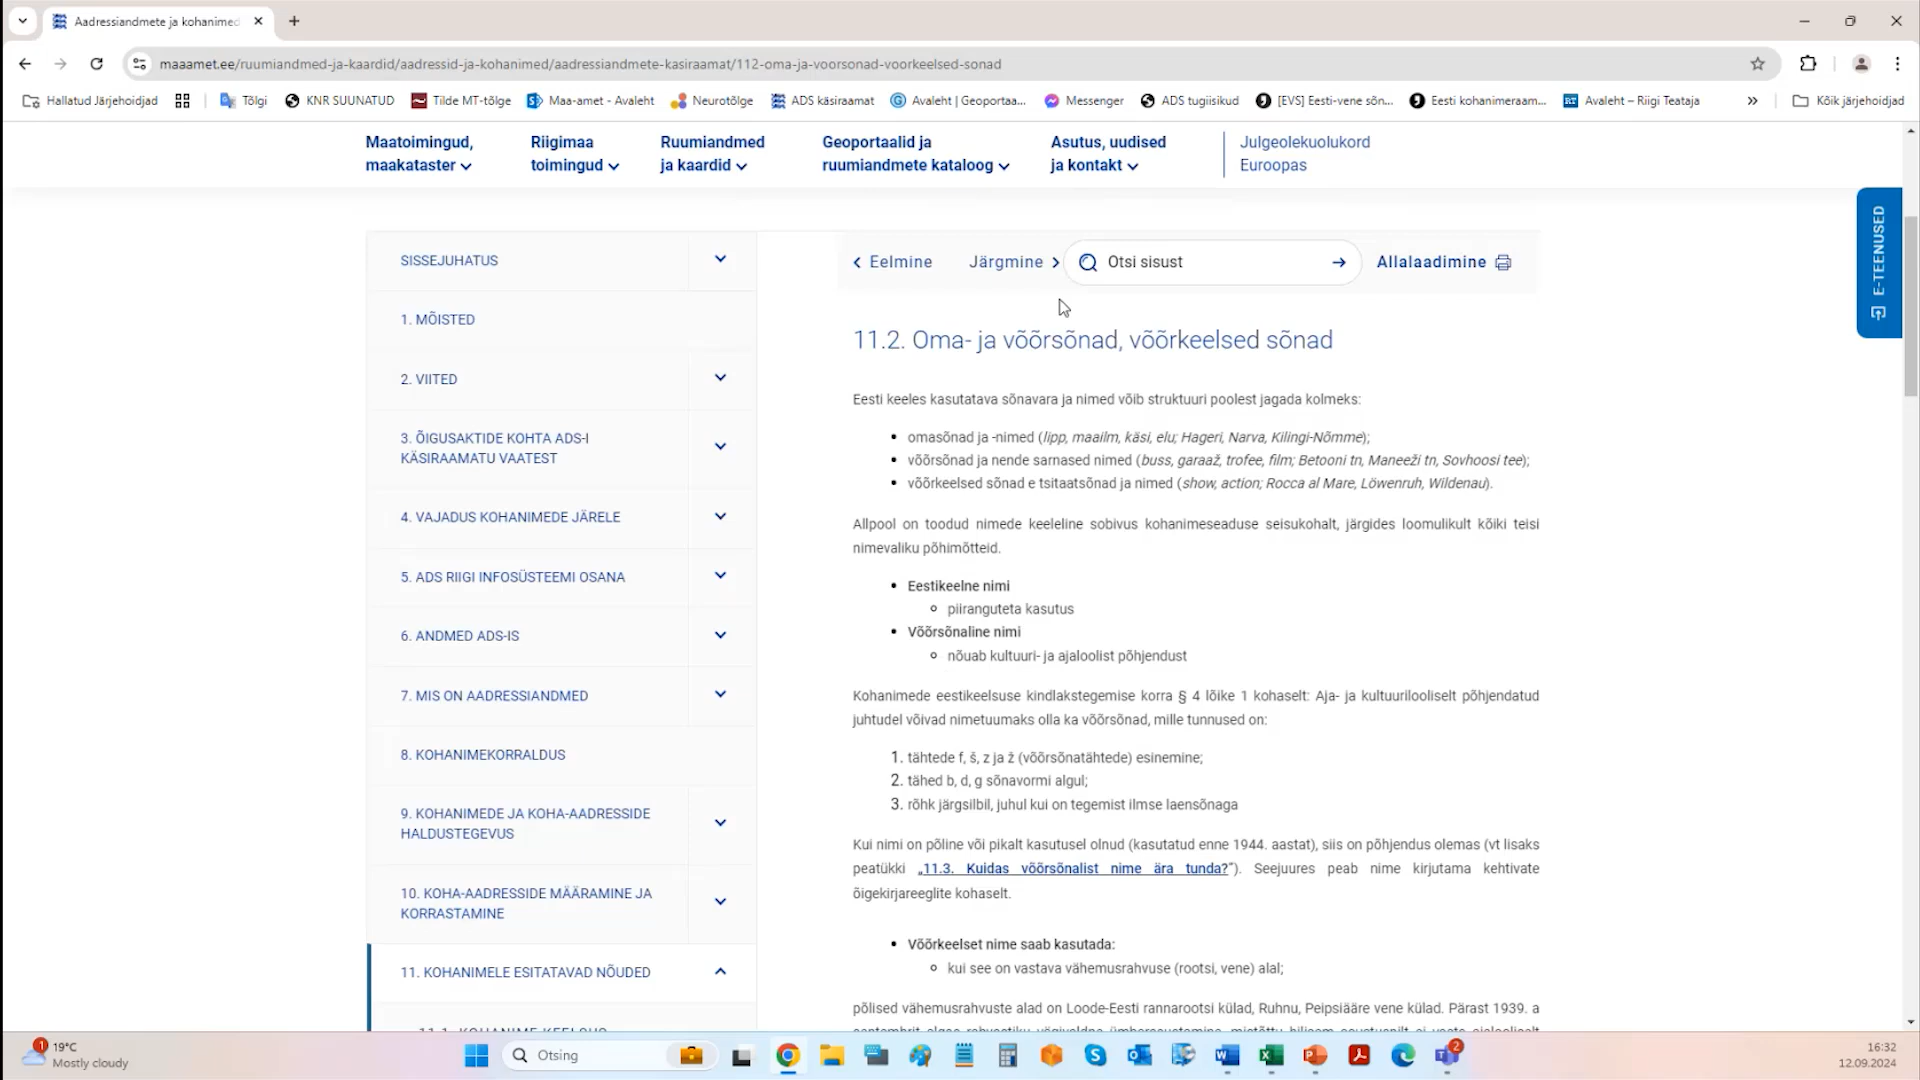 Aadressiandmete ja kohanimed
maaamet.ee/ruumiandmed-ja-kaardid/aadressid-ja-kohanimed/aadressiandmete-kasiraamat/112-oma-ja-voorsonad-voorkeelsed-sonad
Hallatud Järjehoidjad
Tõlgi
KNR SUUNATUD
Tilde MT-tõlge
Maa-amet - Avaleht
Neurotõlge
ADS käsiraamat
Avaleht | Geoportaa...
Messenger
ADS tugiisikud
[EVS] Eesti-vene sõn...
Eesti kohanimeraam...
RT
Avaleht – Riigi Teataja
»
Kõik järjehoidjad
Maatoimingud,
maakataster
Riigimaa
toimingud
Ruumiandmed
ja kaardid
Geoportaalid ja
ruumiandmete kataloog
Asutus, uudised
ja kontakt
Julgeolekuolukord
Euroopas
E-TEENUSED
SISSEJUHATUS
1. MÕISTED
2. VIITED
3. ÕIGUSAKTIDE KOHTA ADS-I
KÄSIRAAMATU VAATEST
4. VAJADUS KOHANIMEDE JÄRELE
5. ADS RIIGI INFOSÜSTEEMI OSANA
6. ANDMED ADS-IS
7. MIS ON AADRESSIANDMED
8. KOHANIMEKORRALDUS
9. KOHANIMEDE JA KOHA-AADRESSIDE
HALDUSTEGEVUS
10. KOHA-AADRESSIDE MÄÄRAMINE JA
KORRASTAMINE
11. KOHANIMELE ESITATAVAD NÕUDED
11.1. KOHANIME KEELSUS
Eelmine
Järgmine
Otsi sisust
Allalaadimine
11.2. Oma- ja võõrsõnad, võõrkeelsed sõnad
Eesti keeles kasutatava sõnavara ja nimed võib struktuuri poolest jagada kolmeks:
• omasõnad ja -nimed (lipp, maailm, käsi, elu; Hageri, Narva, Kilingi-Nõmme);
• võõrsõnad ja nende sarnased nimed (buss, garaaž, trofee, film; Betooni tn, Maneeži tn, Sovhoosi tee);
• võõrkeelsed sõnad e tsitaatsõnad ja nimed (show, action; Rocca al Mare, Löwenruh, Wildenau).
Allpool on toodud nimede keeleline sobivus kohanimeseaduse seisukohalt, järgides loomulikult kõiki teisi
nimevaliku põhimõtteid.
• Eestikeelne nimi
piiranguteta kasutus
• Võõrsõnaline nimi
nõuab kultuuri- ja ajaloolist põhjendust
Kohanimede eestikeelsuse kindlakstegemise korra § 4 lõike 1 kohaselt: Aja- ja kultuurilooliselt põhjendatud
juhtudel võivad nimetuumaks olla ka võõrsõnad, mille tunnused on:
1. tähtede f, š, z ja ž (võõrsõnatähtede) esinemine;
2. tähed b, d, g sõnavormi algul;
3. rõhk järgsilbil, juhul kui on tegemist ilmse laensõnaga
Kui nimi on põline või pikalt kasutusel olnud (kasutatud enne 1944. aastat), siis on põhjendus olemas (vt lisaks
peatükki „11.3. Kuidas võõrsõnalist nime ära tunda?"). Seejuures peab nime kirjutama kehtivate
õigekirjareeglite kohaselt.
• Võõrkeelset nime saab kasutada:
kui see on vastava vähemusrahvuse (rootsi, vene) alal;
põlised vähemusrahvuste alad on Loode-Eesti rannarootsi külad, Ruhnu, Peipsiääre vene külad. Pärast 1939. a
1
19°C
Mostly cloudy
Otsing
2
16:32
12.09.2024